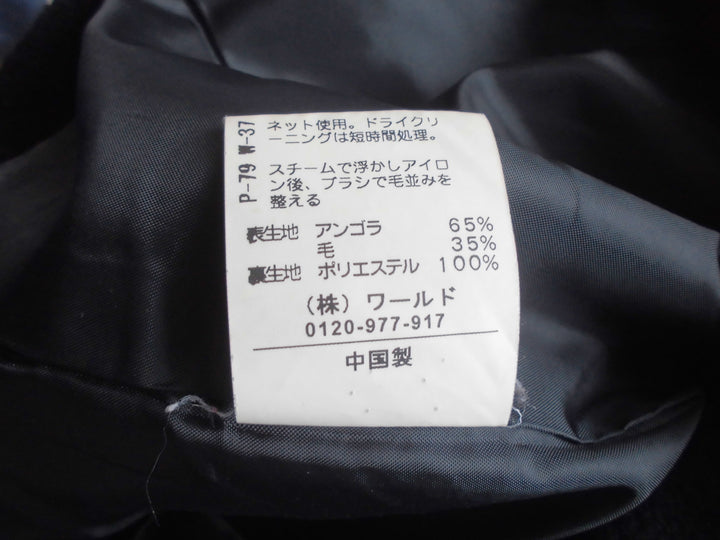 P-79 W-37
ネット使用。ドライクリ
ーニングは短時間処理。
スチームで浮かしアイロ
ン後、ブラシで毛並みを
整える
表生地 アンゴラ 65%
毛 35%
裏生地 ポリエステル 100%
(株)ワールド
0120-977-917
中国製